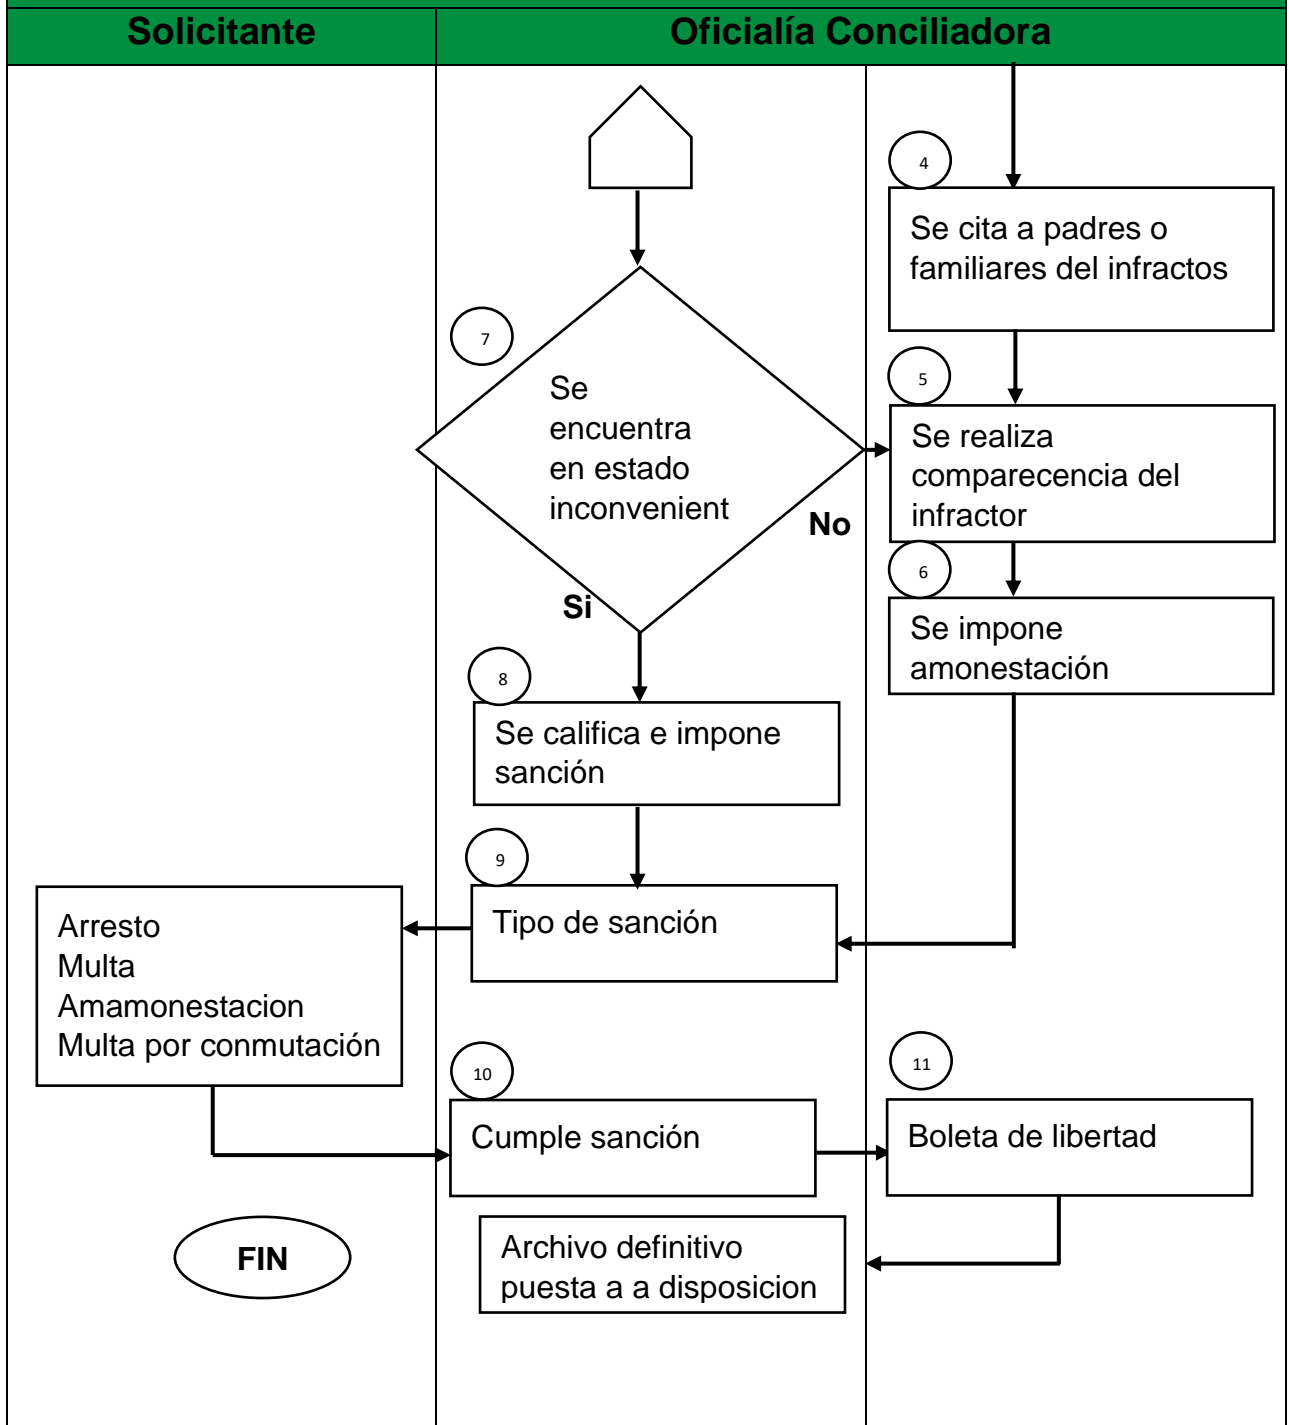 Solicitante
Oficialía Conciliadora
4
Se cita a padres o
familiares del infractos
7
Se
encuentra
en estado
inconvenient
No
Si
5
Se realiza
comparecencia del
infractor
6
Se impone
amonestación
8
Se califica e impone
sanción
9
Tipo de sanción
Arresto
Multa
Amamonestacion
Multa por conmutación
10
Cumple sanción
11
Boleta de libertad
Archivo definitivo
puesta a a disposicion
FIN